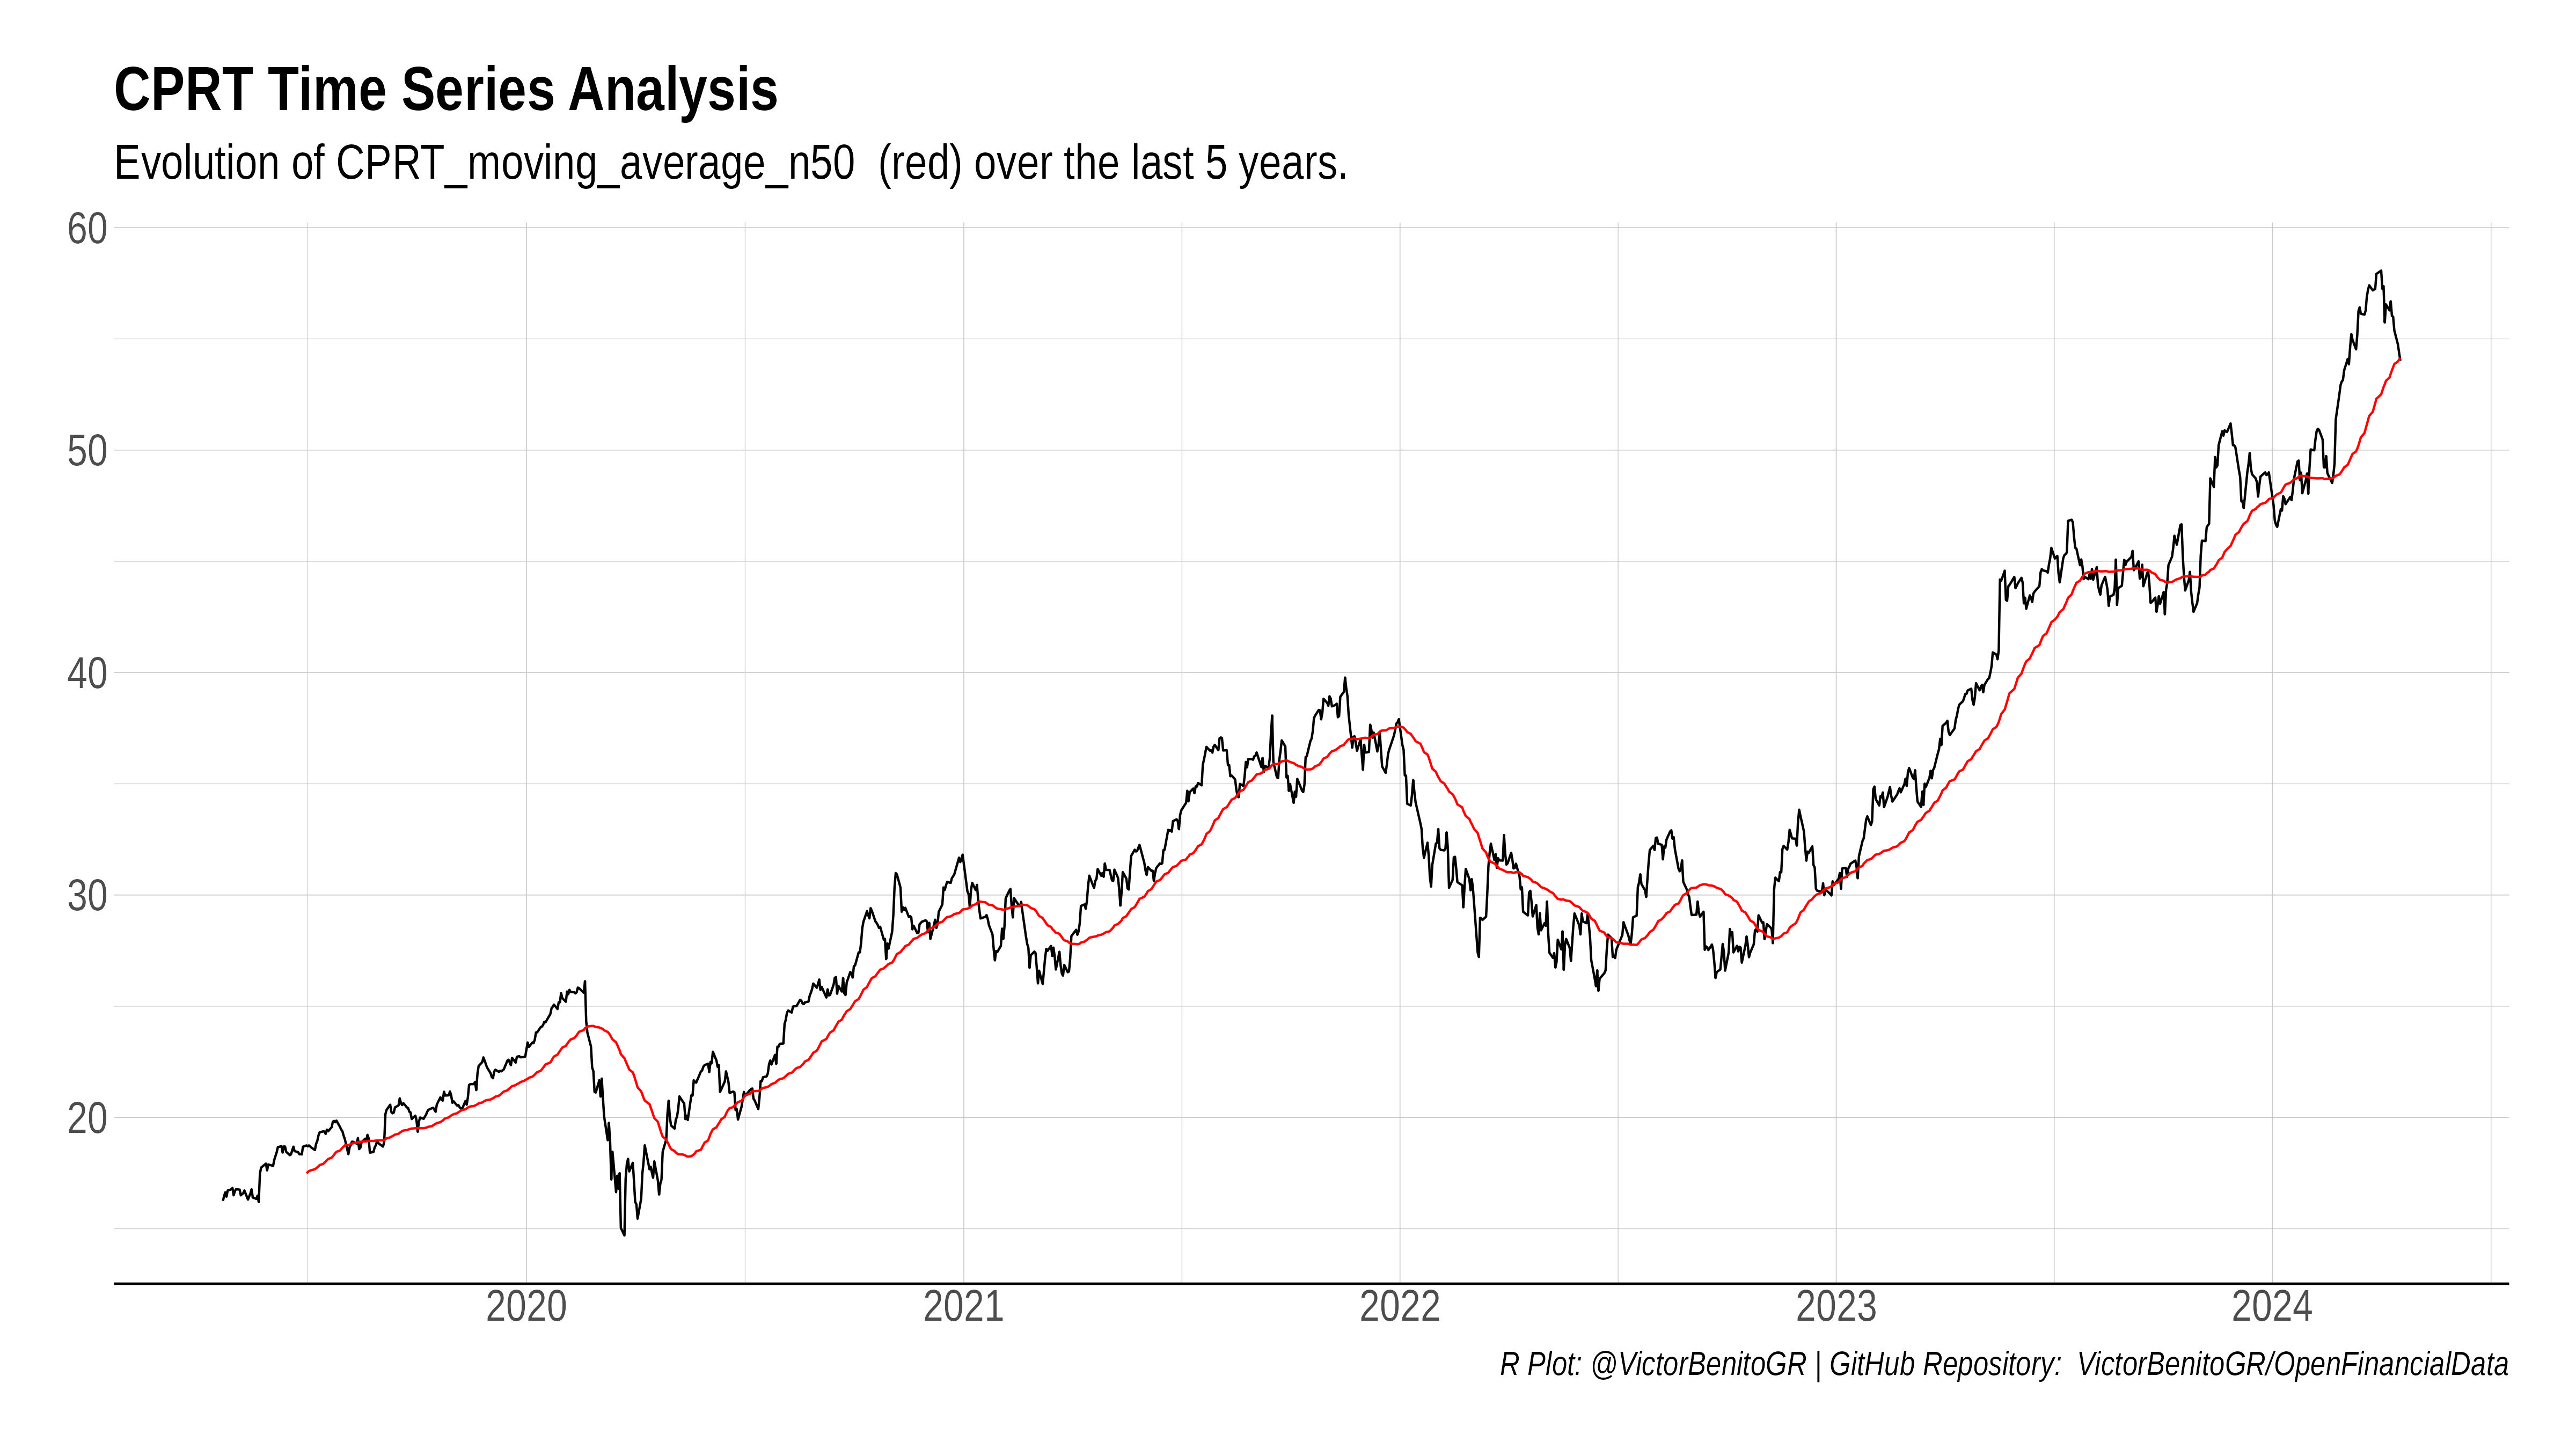 CPRT Time Series Analysis
Evolution of CPRT_moving_average_n50  (red) over the last 5 years.
60
50
40
30
20
2020 2021 2022 2023 2024
R Plot: @VictorBenitoGR | GitHub Repository:  VictorBenitoGR/OpenFinancialData